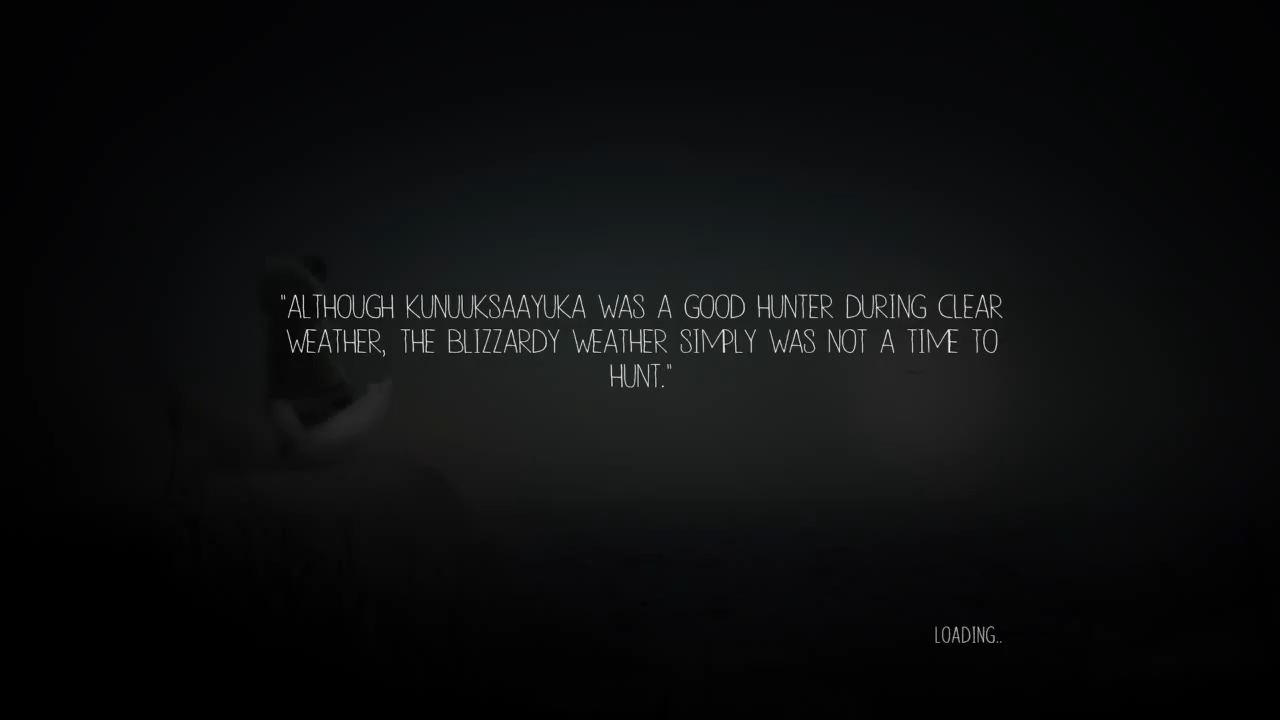 "ALTHOUGH KUNUUKSAAYUKA WAS A GOOD HUNTER DURING CLEAR
WEATHER, THE BLIZZARDY WEATHER SIMPLY WAS NOT A TIME TO
HUNT."
LOADING..